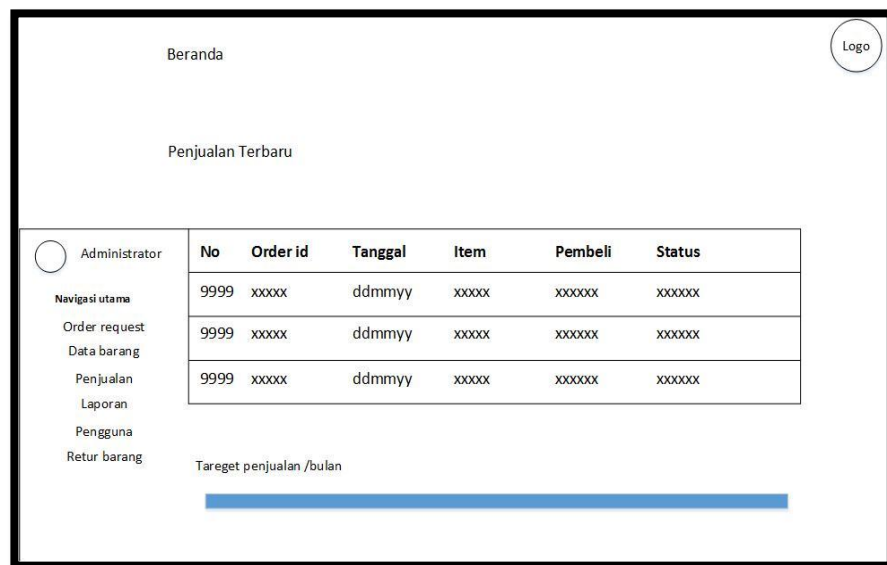 Beranda
Logo
Penjualan Terbaru
Administrator
Navigasi utama
Order request
Data barang
Penjualan
Laporan
Pengguna
Retur barang
No Order id Tanggal Item Pembeli Status
9999 xxxxx ddmmyy xxxxx xxxxxx xxxxxx
9999 xxxxx ddmmyy xxxxx xxxxxx xxxxxx
9999 xxxxx ddmmyy xxxxx xxxxxx xxxxxx
Tareget penjualan /bulan